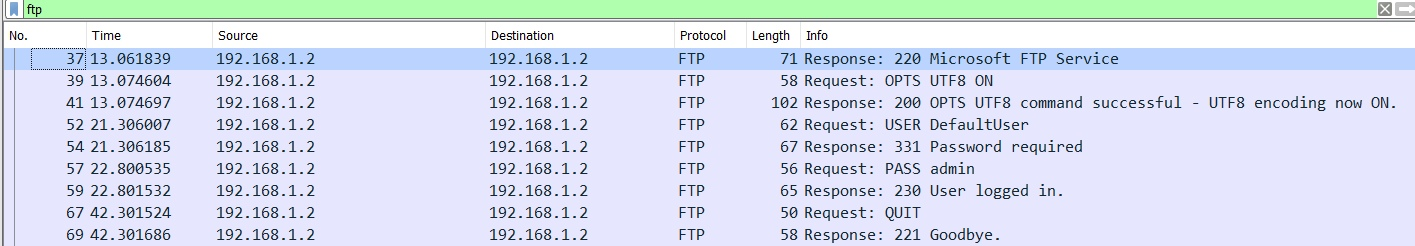 ftp
No. Time Source Destination Protocol Length Info
37 13.061839 192.168.1.2 192.168.1.2 FTP 71 Response: 220 Microsoft FTP Service
39 13.074604 192.168.1.2 192.168.1.2 FTP 58 Request: OPTS UTF8 ON
41 13.074697 192.168.1.2 192.168.1.2 FTP 102 Response: 200 OPTS UTF8 command successful - UTF8 encoding now ON.
52 21.306007 192.168.1.2 192.168.1.2 FTP 62 Request: USER DefaultUser
54 21.306185 192.168.1.2 192.168.1.2 FTP 67 Response: 331 Password required
57 22.800535 192.168.1.2 192.168.1.2 FTP 56 Request: PASS admin
59 22.801532 192.168.1.2 192.168.1.2 FTP 65 Response: 230 User logged in.
67 42.301524 192.168.1.2 192.168.1.2 FTP 50 Request: QUIT
69 42.301686 192.168.1.2 192.168.1.2 FTP 58 Response: 221 Goodbye.